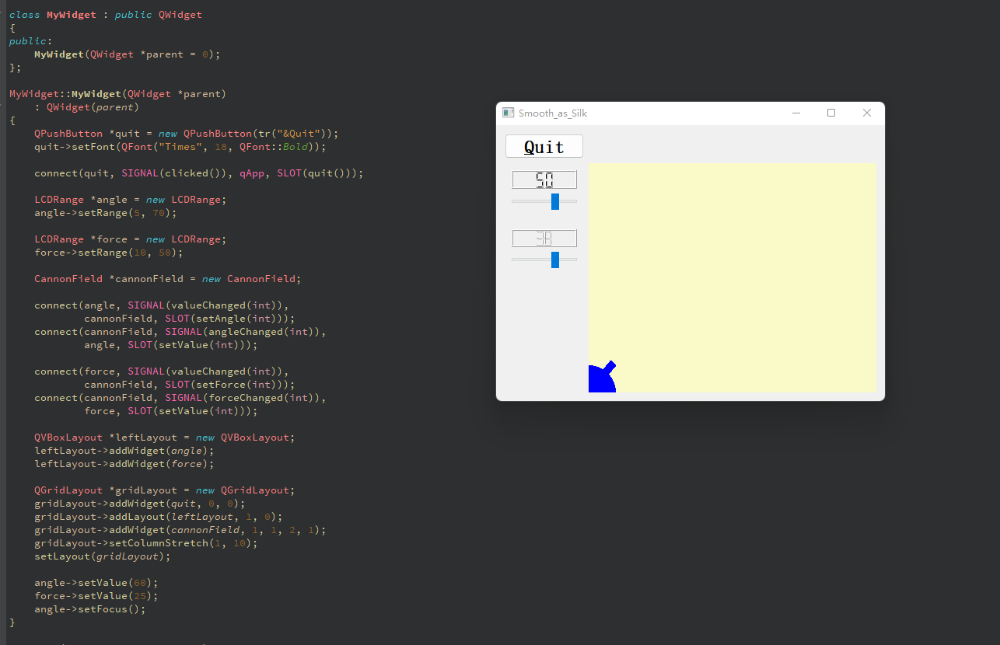 class MyWidget : public QWidget
{
public:
    MyWidget(QWidget *parent = 0);
};

MyWidget::MyWidget(QWidget *parent)
    : QWidget(parent)
{
    QPushButton *quit = new QPushButton(tr("&Quit"));
    quit->setFont(QFont("Times", 18, QFont::Bold));

    connect(quit, SIGNAL(clicked()), qApp, SLOT(quit()));

    LCDRange *angle = new LCDRange;
    angle->setRange(5, 70);

    LCDRange *force = new LCDRange;
    force->setRange(10, 50);

    CannonField *cannonField = new CannonField;

    connect(angle, SIGNAL(valueChanged(int)),
            cannonField, SLOT(setAngle(int)));
    connect(cannonField, SIGNAL(angleChanged(int)),
            angle, SLOT(setValue(int)));

    connect(force, SIGNAL(valueChanged(int)),
            cannonField, SLOT(setForce(int)));
    connect(cannonField, SIGNAL(forceChanged(int)),
            force, SLOT(setValue(int)));

    QVBoxLayout *leftLayout = new QVBoxLayout;
    leftLayout->addWidget(angle);
    leftLayout->addWidget(force);

    QGridLayout *gridLayout = new QGridLayout;
    gridLayout->addWidget(quit, 0, 0);
    gridLayout->addLayout(leftLayout, 1, 0);
    gridLayout->addWidget(cannonField, 1, 1, 2, 1);
    gridLayout->setColumnStretch(1, 10);
    setLayout(gridLayout);

    angle->setValue(60);
    force->setValue(25);
    angle->setFocus();
}
Smooth_as_Silk
Quit
50
38